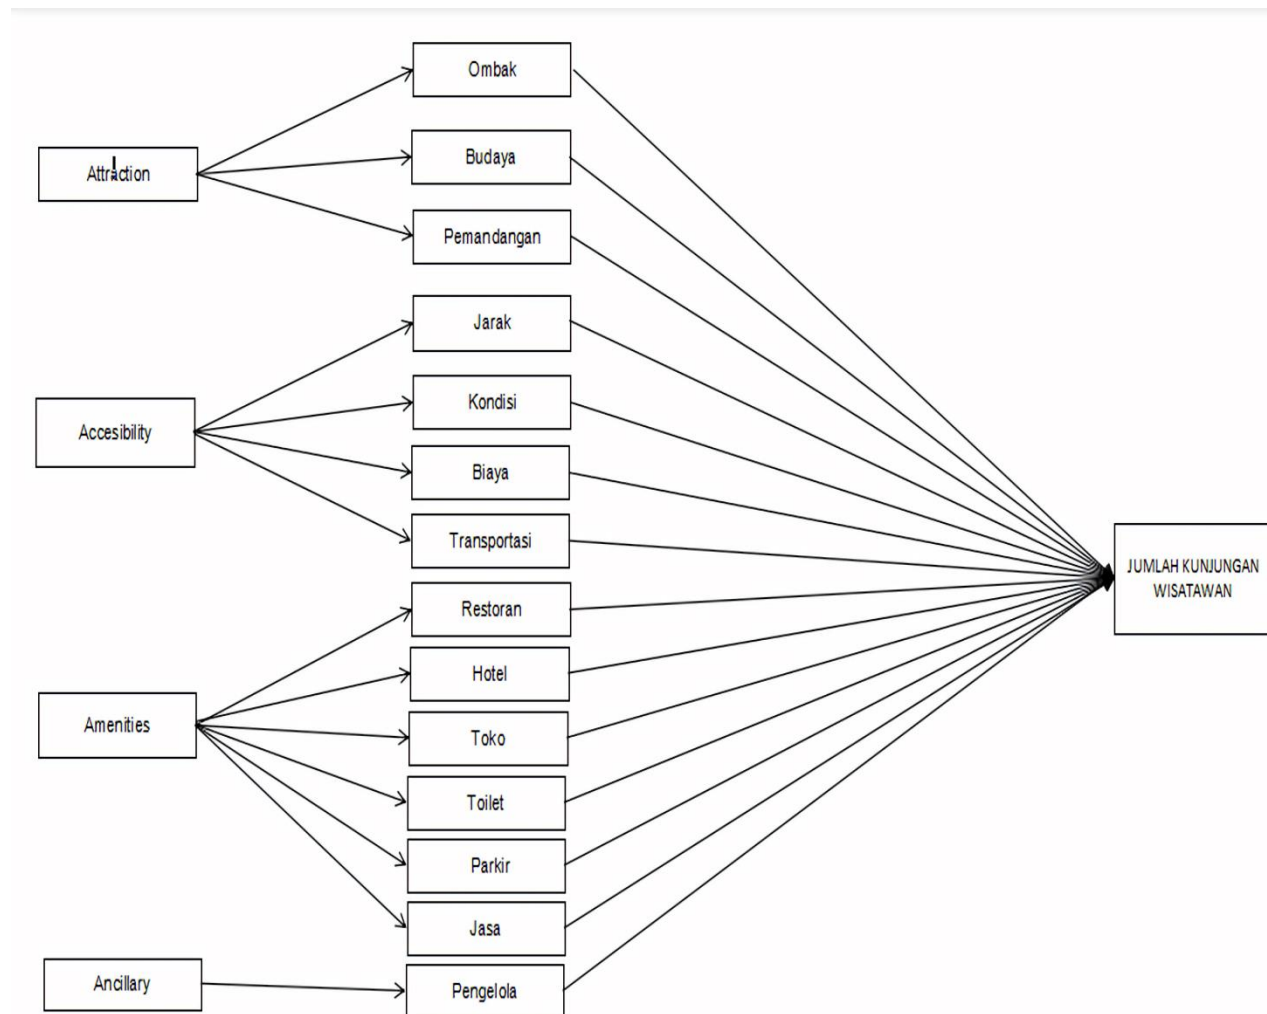 Attraction
Ombak
Budaya
Pemandangan
Accesibility
Jarak
Kondisi
Biaya
Transportasi
Amenities
Restoran
Hotel
Toko
Toilet
Parkir
Jasa
Ancillary
Pengelola
JUMLAH KUNJUNGAN
WISATAWAN